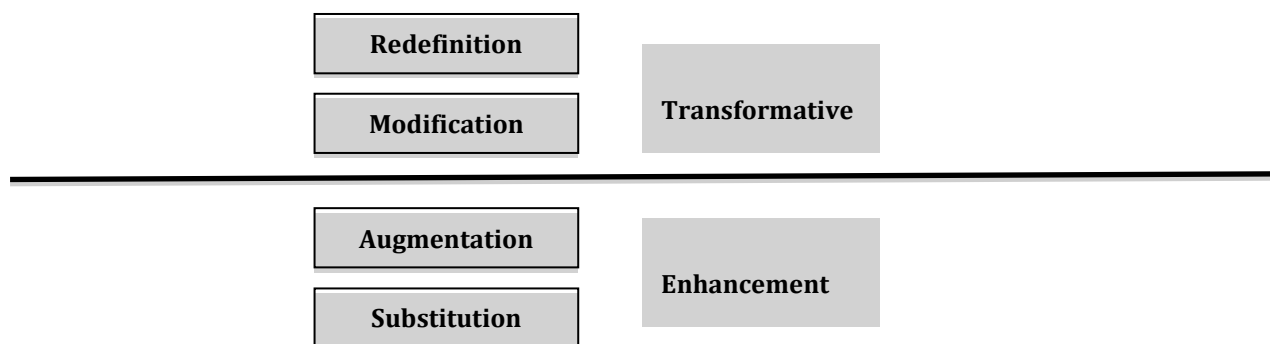 Redefinition
Modification
Transformative
Augmentation
Enhancement
Substitution